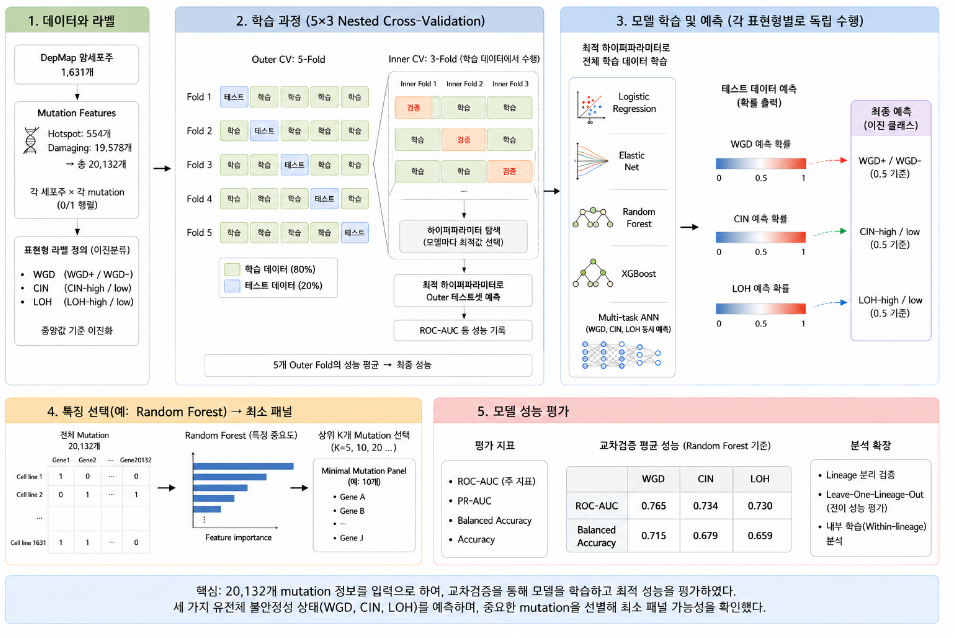 1. 데이터와 라벨
DepMap 암세포주
1,631개
Mutation Features
Hotspot: 554개
Damaging: 19,578개
→ 총 20,132개
각 세포주 × 각 mutation
(0/1 행렬)
표현형 라벨 정의 (이진분류)
• WGD (WGD+ / WGD−)
• CIN (CIN-high / low)
• LOH (LOH-high / low)
중앙값 기준 이진화
2. 학습 과정 (5×3 Nested Cross-Validation)
Outer CV: 5-Fold
Fold 1 테스트 학습 학습 학습 학습
Fold 2 학습 테스트 학습 학습 학습
Fold 3 학습 학습 테스트 학습 학습
Fold 4 학습 학습 학습 테스트 학습
Fold 5 학습 학습 학습 학습 테스트
학습 데이터 (80%)
테스트 데이터 (20%)
Inner CV: 3-Fold (학습 데이터에서 수행)
Inner Fold 1 Inner Fold 2 Inner Fold 3
검증 학습 학습
학습 검증 학습
학습 학습 검증
...
하이퍼파라미터 탐색
(모델마다 최적값 선택)
최적 하이퍼파라미터로
Outer 테스트셋 예측
ROC-AUC 등 성능 기록
5개 Outer Fold의 성능 평균 → 최종 성능
3. 모델 학습 및 예측 (각 표현형별로 독립 수행)
최적 하이퍼파라미터로
전체 학습 데이터 학습
Logistic
Regression
do
Elastic
Net
Random
Forest
XGBoost
Multi-task ANN
(WGD, CIN, LOH 동시 예측)
테스트 데이터 예측
(확률 출력)
WGD 예측 확률
0 0.5 1
CIN 예측 확률
0 0.5 1
LOH 예측 확률
0 0.5 1
최종 예측
(이진 클래스)
WGD+ / WGD-
(0.5 기준)
CIN-high / low
(0.5 기준)
LOH-high / low
(0.5 기준)
4. 특징 선택(예: Random Forest) → 최소 패널
전체 Mutation
20,132개
Gene1 Gene2 ... Gene20132
Cell line 1 1 0 ... 0
Cell line 2 0 1 ... 1
...
Cell line 1631 1 1 ... 0
Random Forest (특정 중요도)
⋮
Feature importance
상위 K개 Mutation 선택
(K=5, 10, 20 ...)
Minimal Mutation Panel
(예: 10개)
• Gene A
• Gene B
• ...
• Gene J
5. 모델 성능 평가
평가 지표
• ROC-AUC (주 지표)
• PR-AUC
• Balanced Accuracy
• Accuracy
교차검증 평균 성능 (Random Forest 기준)
WGD CIN LOH
ROC-AUC 0.765 0.734 0.730
Balanced
Accuracy 0.715 0.679 0.659
분석 확장
• Lineage 분리 검증
• Leave-One-Lineage-Out
(전이 성능 평가)
• 내부 학습(Within-lineage)
분석
핵심: 20,132개 mutation 정보를 입력으로 하여, 교차검증을 통해 모델을 학습하고 최적 성능을 평가하였다.
세 가지 유전체 불안정성 상태(WGD, CIN, LOH)를 예측하며, 중요한 mutation을 선별해 최소 패널 가능성을 확인했다.